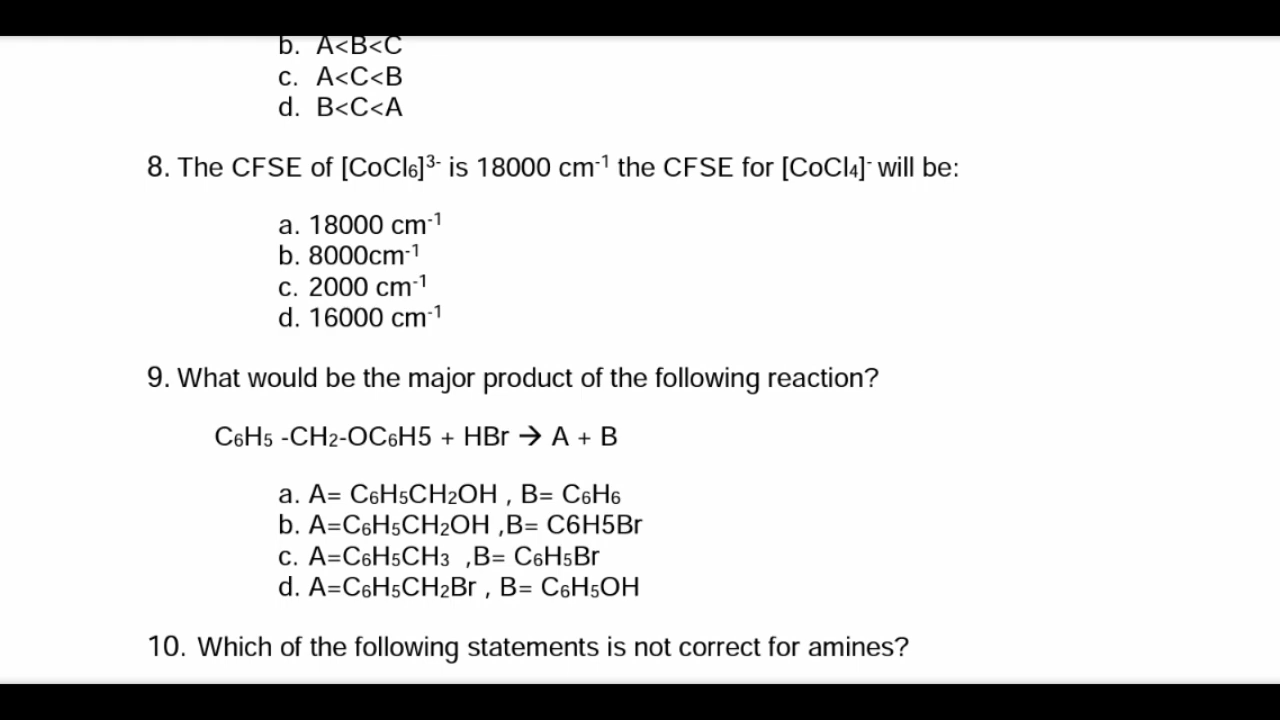 b. A<B<C
c. A<C<B
d. B<C<A
8. The CFSE of [CoCl₆]³⁻ is 18000 cm⁻¹ the CFSE for [CoCl₄]⁻ will be:
a. 18000 cm⁻¹
b. 8000cm⁻¹
c. 2000 cm⁻¹
d. 16000 cm⁻¹
9. What would be the major product of the following reaction?
C₆H₅ -CH₂-OC₆H5 + HBr → A + B
a. A= C₆H₅CH₂OH , B= C₆H₆
b. A=C₆H₅CH₂OH ,B= C6H5Br
c. A=C₆H₅CH₃ ,B= C₆H₅Br
d. A=C₆H₅CH₂Br , B= C₆H₅OH
10. Which of the following statements is not correct for amines?